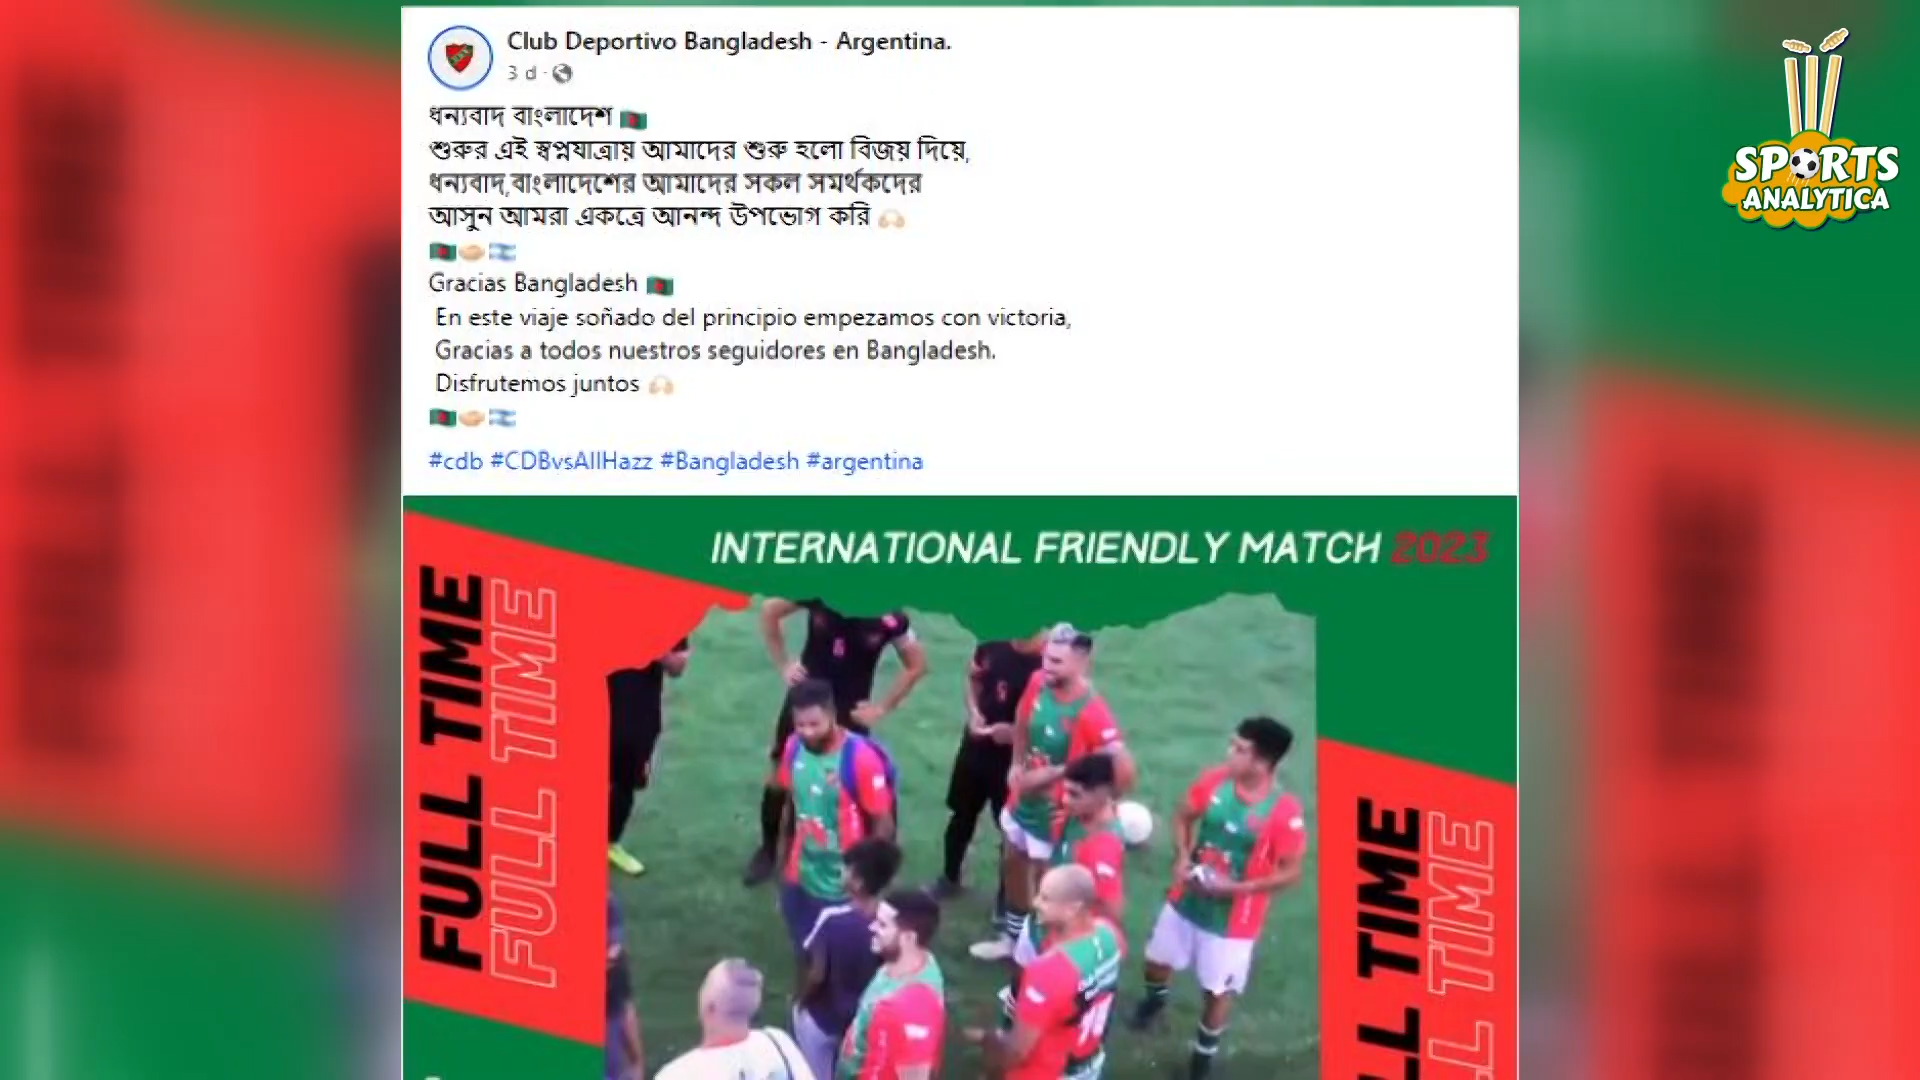 Club Deportivo Bangladesh - Argentina.
3 d ·
ধন্যবাদ বাংলাদেশ
শুরুর এই স্বপ্নযাত্রায় আমাদের শুরু হলো বিজয় দিয়ে,
ধন্যবাদ,বাংলাদেশের আমাদের সকল সমর্থকদের
আসুন আমরা একত্রে আনন্দ উপভোগ করি
Gracias Bangladesh
En este viaje soñado del principio empezamos con victoria,
Gracias a todos nuestros seguidores en Bangladesh.
Disfrutemos juntos
#cdb #CDBvsAllHazz #Bangladesh #argentina
SPORTS
ANALYTICA
INTERNATIONAL FRIENDLY MATCH 2023
FULL TIME
FULL TIME
FULL TIME
FULL TIME